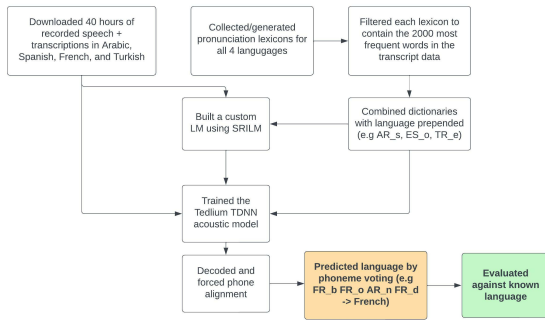 Downloaded 40 hours of
recorded speech +
transcriptions in Arabic,
Spanish, French, and Turkish
Collected/generated
pronunciation lexicons for
all 4 langugages
Filtered each lexicon to
contain the 2000 most
frequent words in the
transcript data
Built a custom
LM using SRILM
Combined dictionaries
with language prepended
(e.g AR_s, ES_o, TR_e)
Trained the
Tedlium TDNN
acoustic model
Decoded and
forced phone
alignment
Predicted language by
phoneme voting (e.g
FR_b FR_o AR_n FR_d
-> French)
Evaluated
against known
language